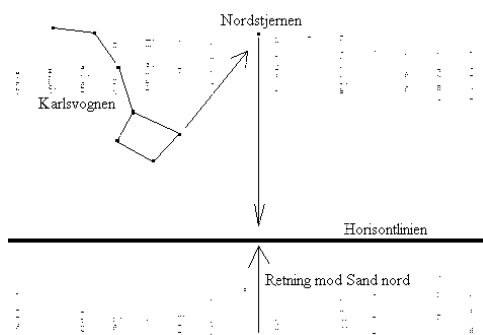 Nordstjernen
Karlsvognen
Horisontlinien
Retning mod Sand nord